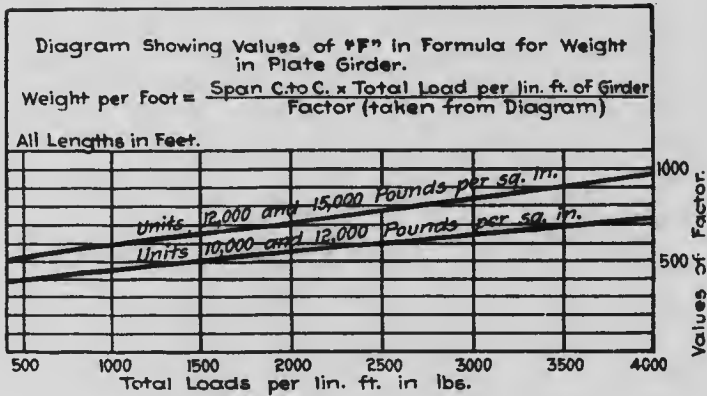 Diagram Showing Values of "F" in Formula for Weight
in Plate Girder.
Weight per Foot = Span C.to C. x Total Load per lin. ft. of Girder
Factor (taken from Diagram)
All Lengths in Feet.
1000
Units, 12,000 and 15,000 Pounds per sq. in.
Units 10,000 and 12,000 Pounds per sq. in.
500
Values of Factor.
500 1000 1500 2000 2500 3000 3500 4000
Total Loads per lin. ft. in lbs.